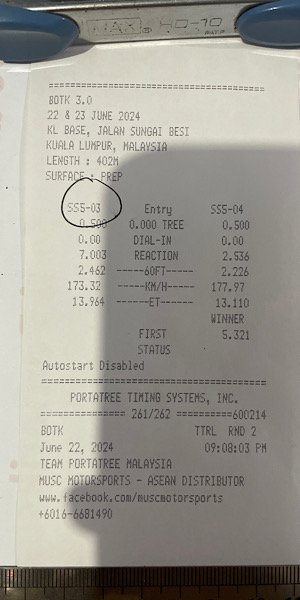 MAX. HD-10
==========================
BDTK 3.0
22 & 23 JUNE 2024
KL BASE, JALAN SUNGAI BESI
KUALA LUMPUR, MALAYSIA
LENGTH : 402M
SURFACE : PREP
SS5-03 Entry SS5-04
0.500 0.000 TREE 0.500
0.00 DIAL-IN 0.00
7.003 REACTION 2.536
2.462 -----60FT------ 2.226
173.32 -----KM/H------ 177.97
13.964 ------ET------- 13.110
WINNER
FIRST 5.321
STATUS
Autostart Disabled
==================================
PORTATREE TIMING SYSTEMS, INC.
============= 261/262 ==========600214
BDTK TTRL RND 2
June 22, 2024 09:08:03 PM
TEAM PORTATREE MALAYSIA
MUSC MOTORSPORTS - ASEAN DISTRIBUTOR
www.facebook.com/muscmotorsports
+6016-6681490